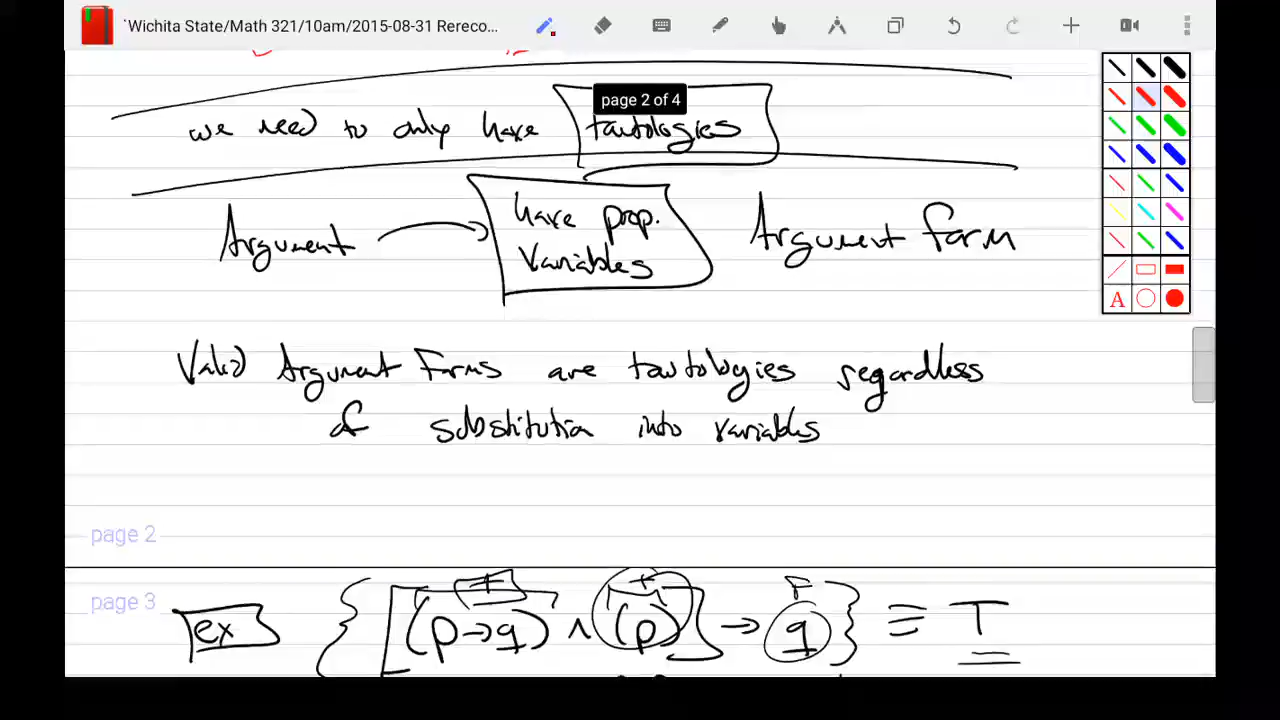 Wichita State/Math 321/10am/2015-08-31 Rereco...
page 2 of 4
we need to only have tautologies
Argument → have prop. variables Argument Form
Valid Argument Forms are tautologies regardless
of substitution into variables
page 2
page 3
T T F
ex {[(p→q) ∧ (p)] → q} ≡ T
A